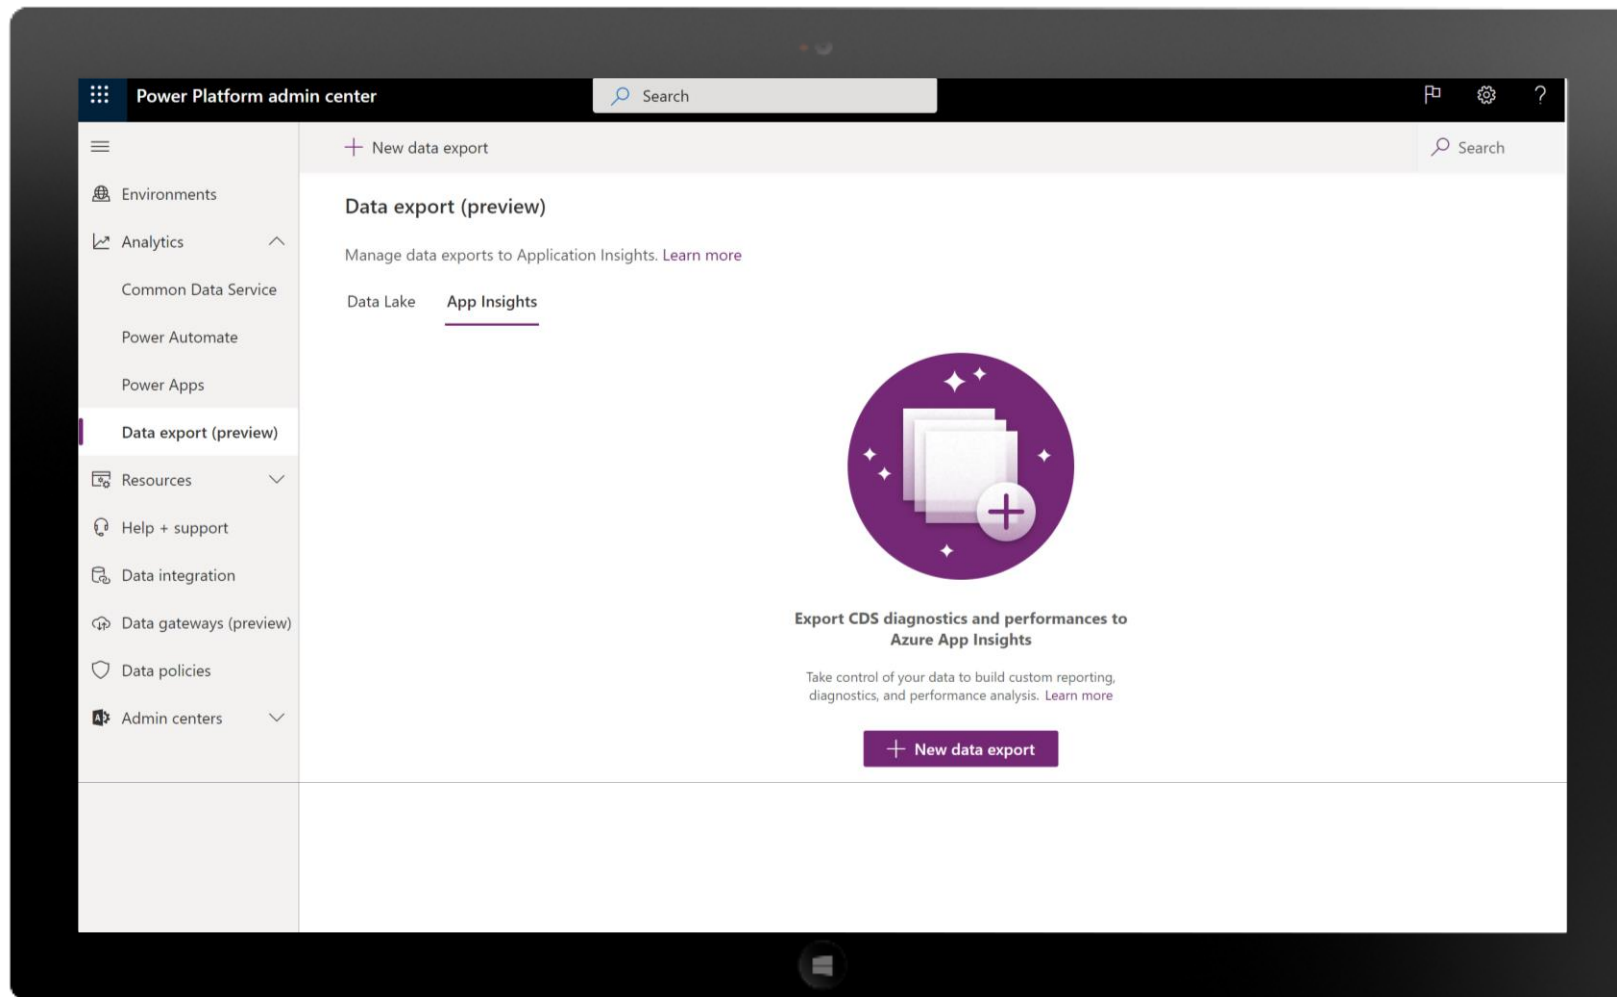 Power Platform admin center
Search
New data export
Search
Environments
Analytics
Common Data Service
Power Automate
Power Apps
Data export (preview)
Resources
Help + support
Data integration
Data gateways (preview)
Data policies
Admin centers
Data export (preview)
Manage data exports to Application Insights. Learn more
Data Lake App Insights
Export CDS diagnostics and performances to
Azure App Insights
Take control of your data to build custom reporting,
diagnostics, and performance analysis. Learn more
New data export